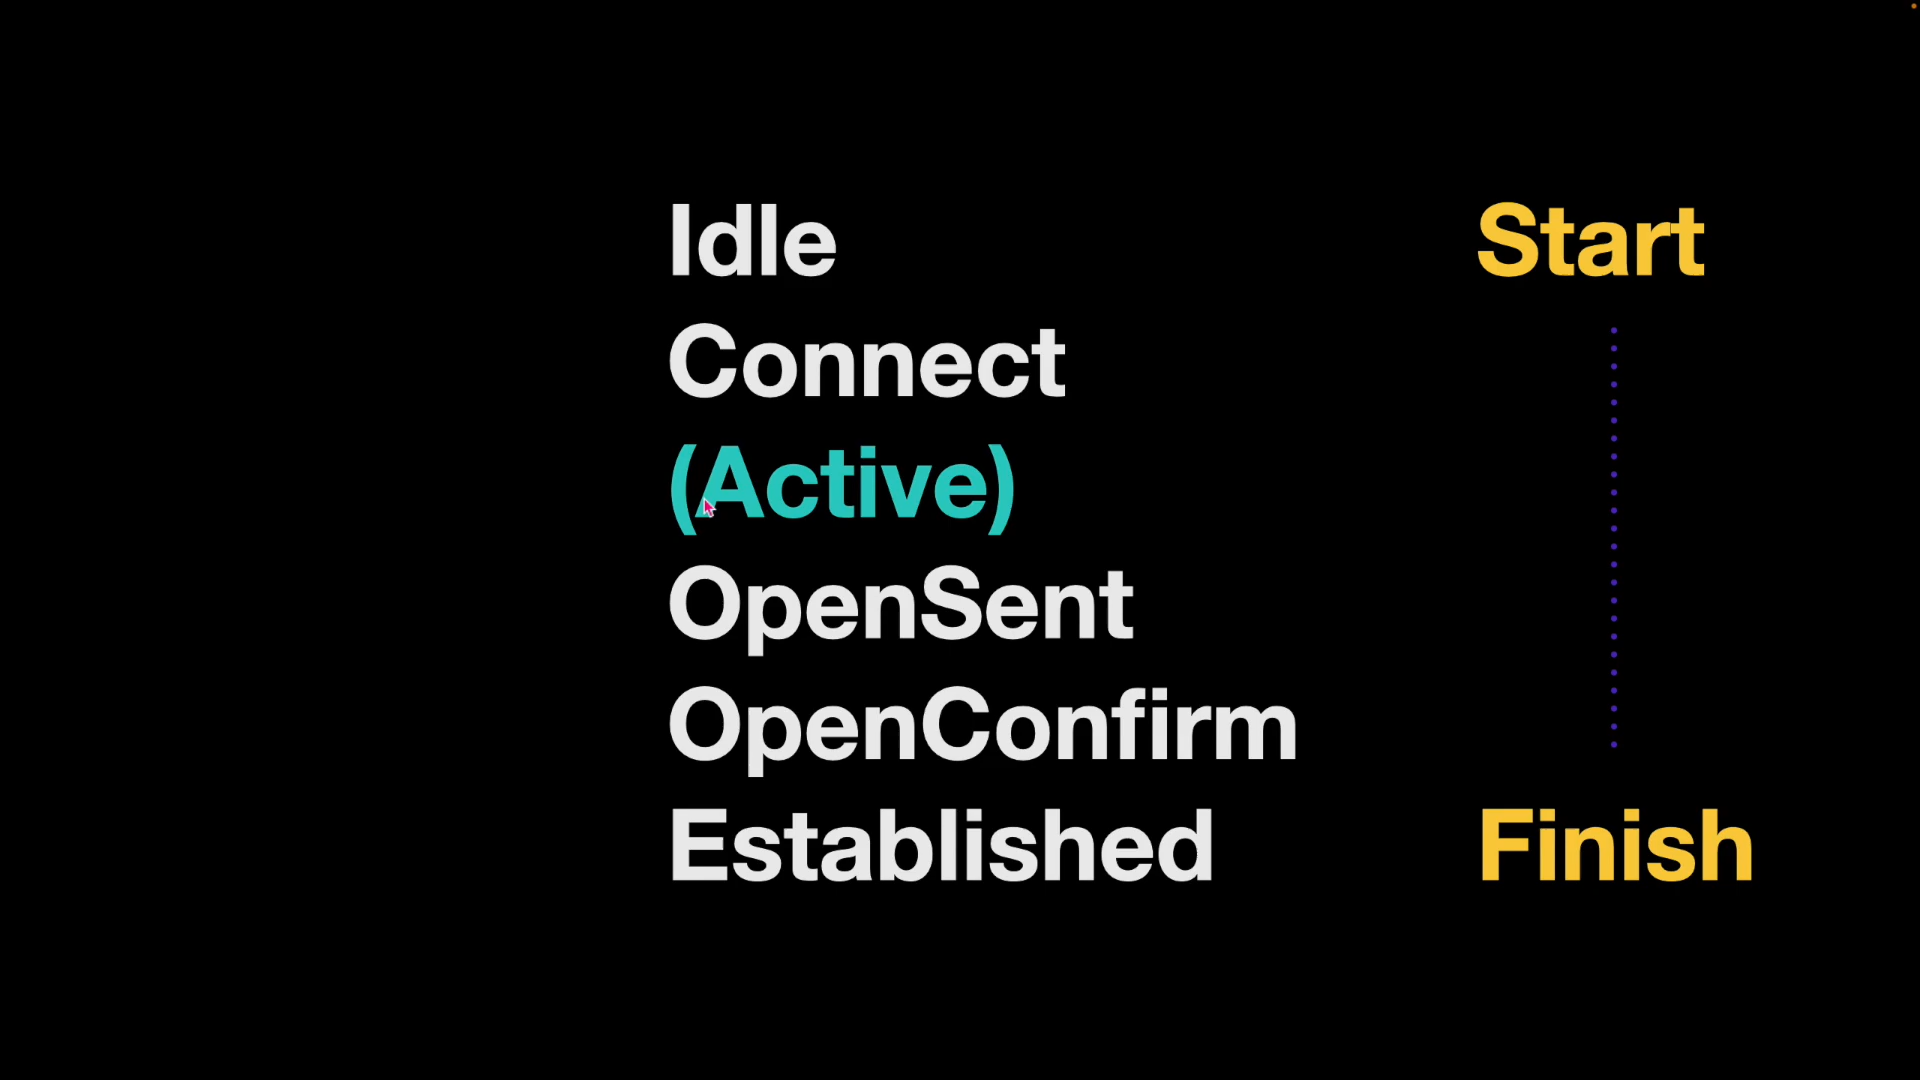 Idle
Start
Connect
(Active)
OpenSent
OpenConfirm
Established
Finish